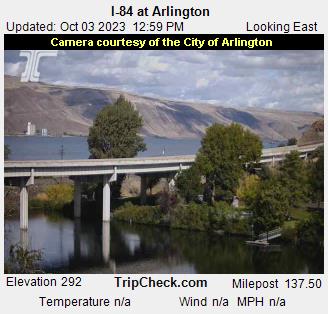 I-84 at Arlington
Updated: Oct 03 2023 12:59 PM Looking East
Camera courtesy of the City of Arlington
Elevation 292 TripCheck.com Milepost 137.50
Temperature n/a Wind n/a MPH n/a